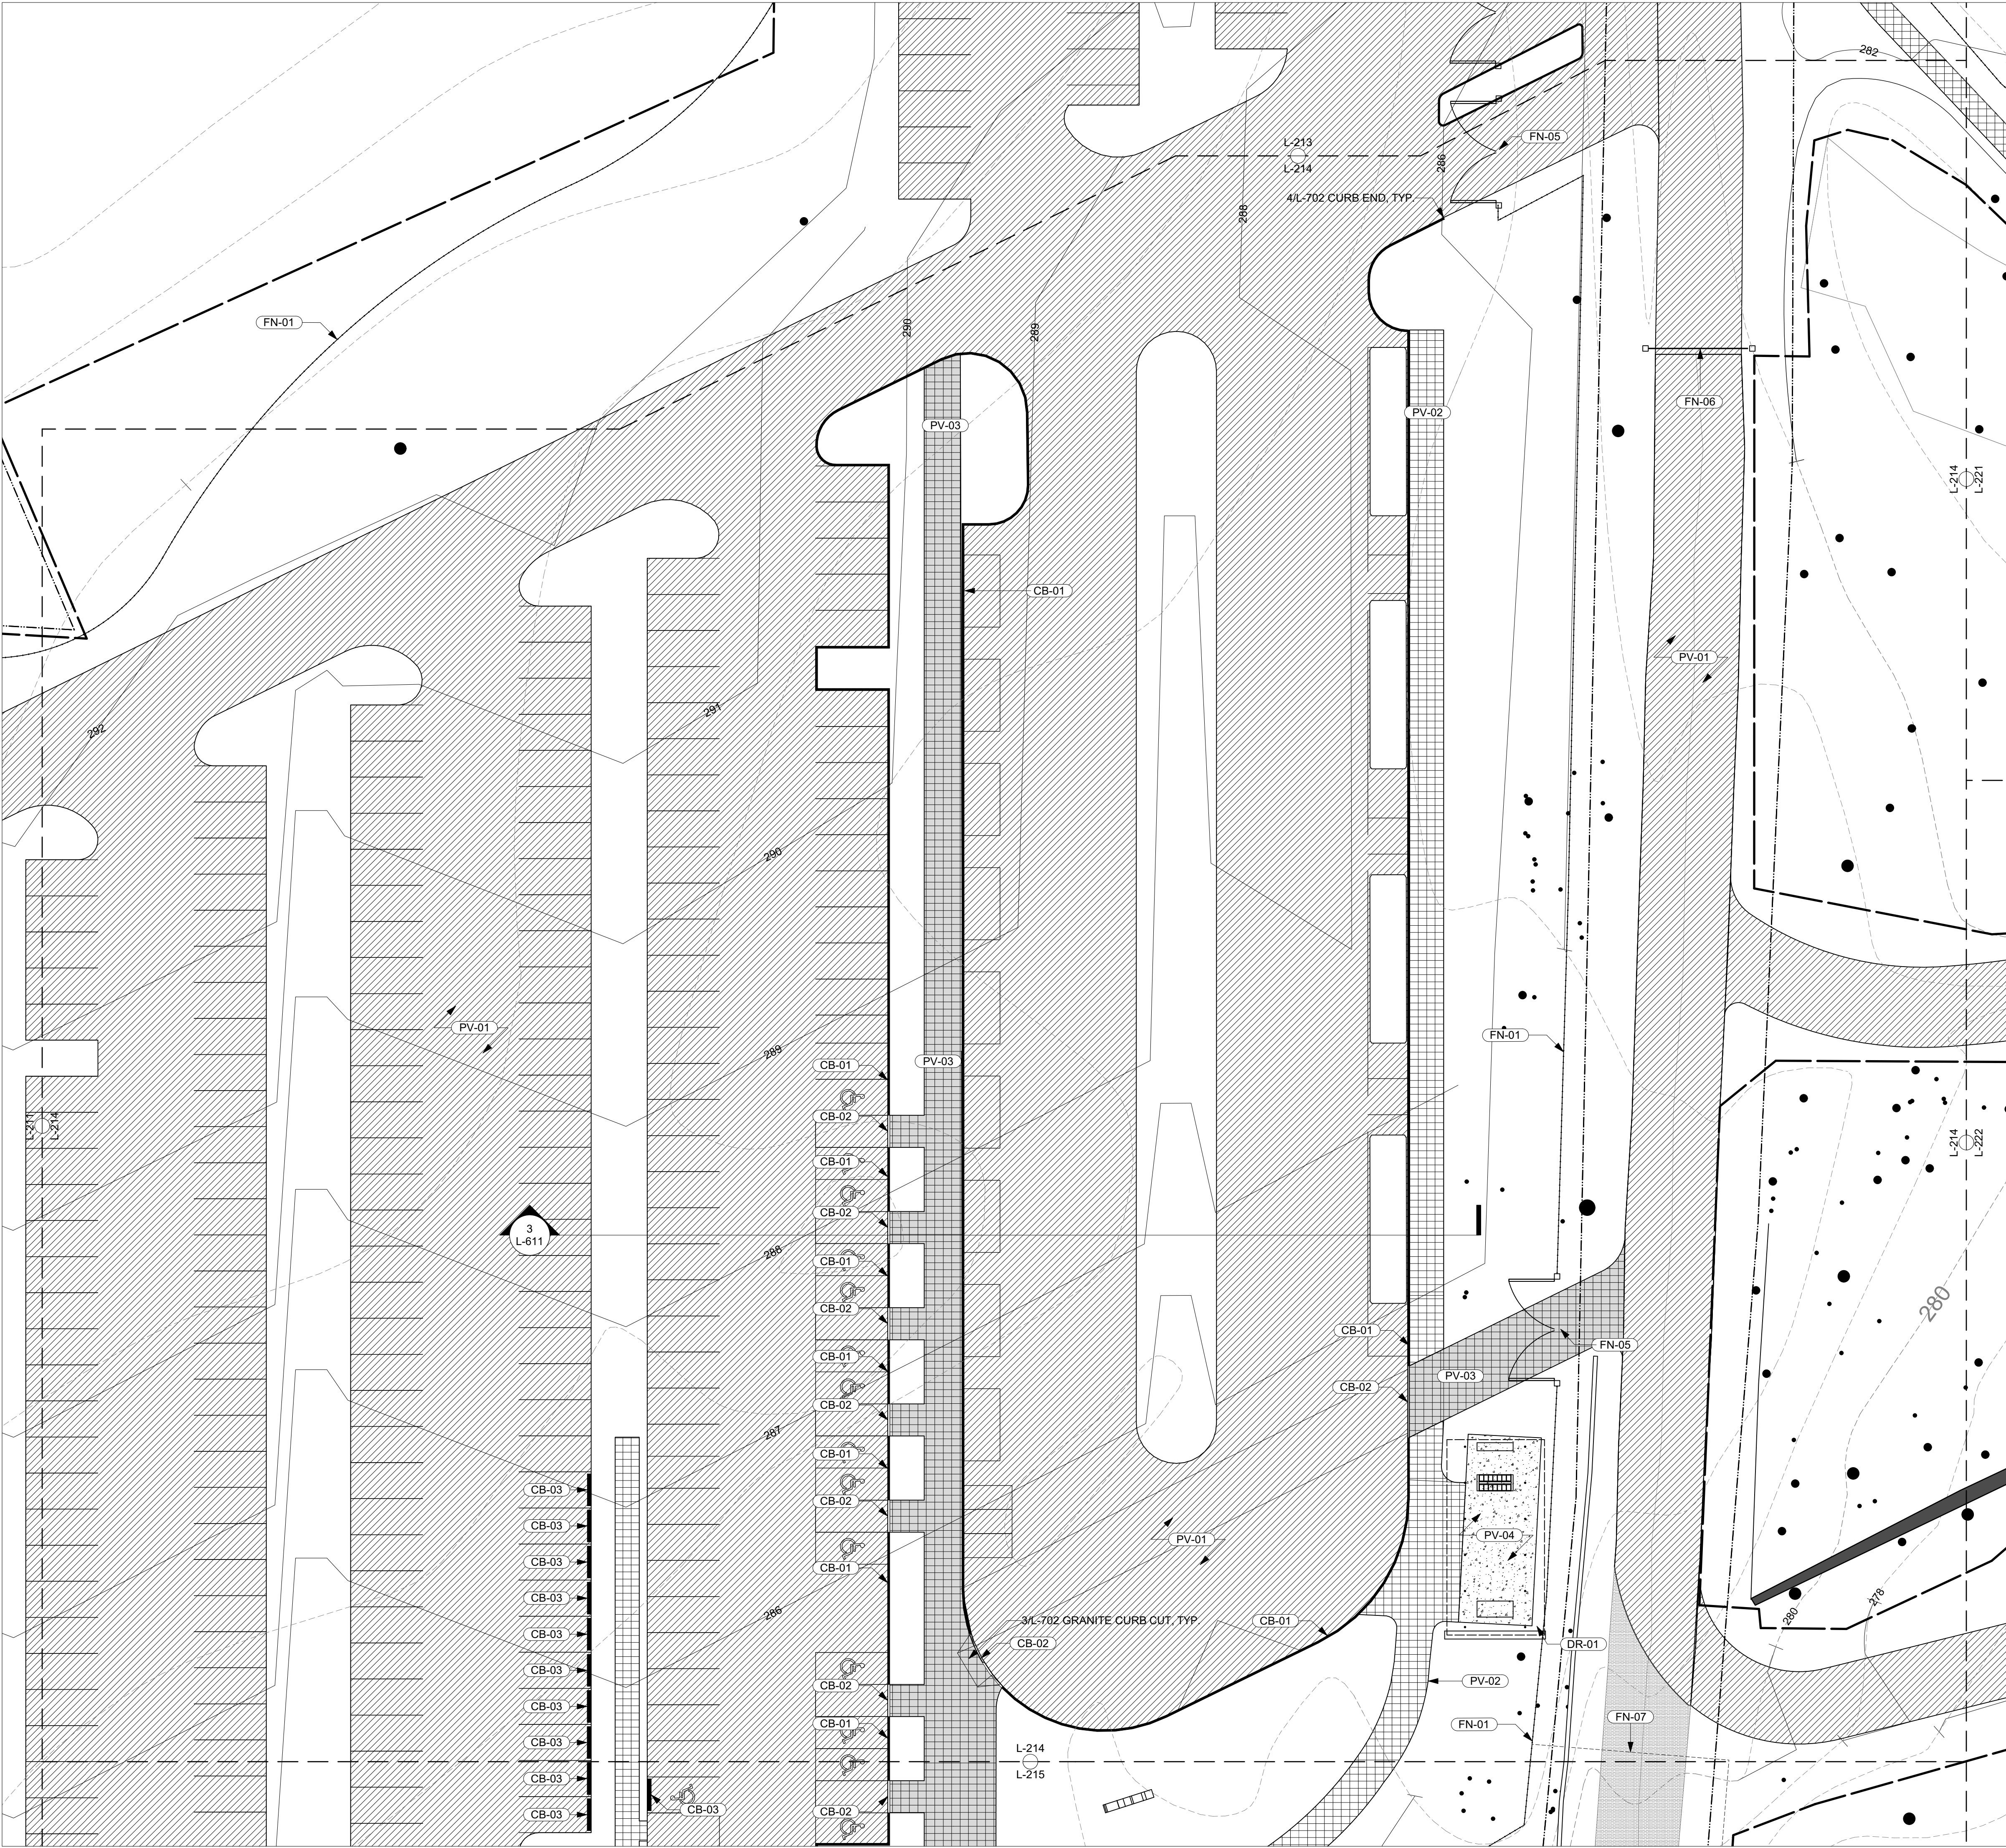 282
L-213
L-214
FN-05
286
4/L-702 CURB END, TYP.
288
FN-01
290
289
PV-02
FN-06
PV-03
L-214
L-221
CB-01
PV-01
292
291
290
PV-01
FN-01
289
PV-03
CB-01
CB-02
L-211
L-214
L-214
L-222
CB-01
CB-02
3
L-611
288
CB-01
CB-02
280
CB-01
FN-05
CB-01
CB-02
PV-03
CB-02
287
CB-01
CB-03
CB-02
CB-03
PV-01
PV-04
CB-03
CB-01
CB-03
286
3/L-702 GRANITE CURB CUT, TYP.
CB-01
280
278
CB-03
CB-02
DR-01
CB-03
CB-02
PV-02
CB-03
CB-01
FN-01
FN-07
CB-03
L-214
L-215
CB-03
CB-03
CB-02
CB-03